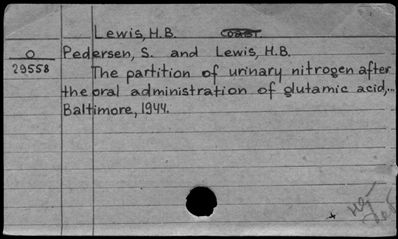 Lewis, H.B.
O Pedersen, S. and Lewis, H.B.
29558 The partition of urinary nitrogen after
the oral administration of glutamic acid,...
Baltimore, 1944.